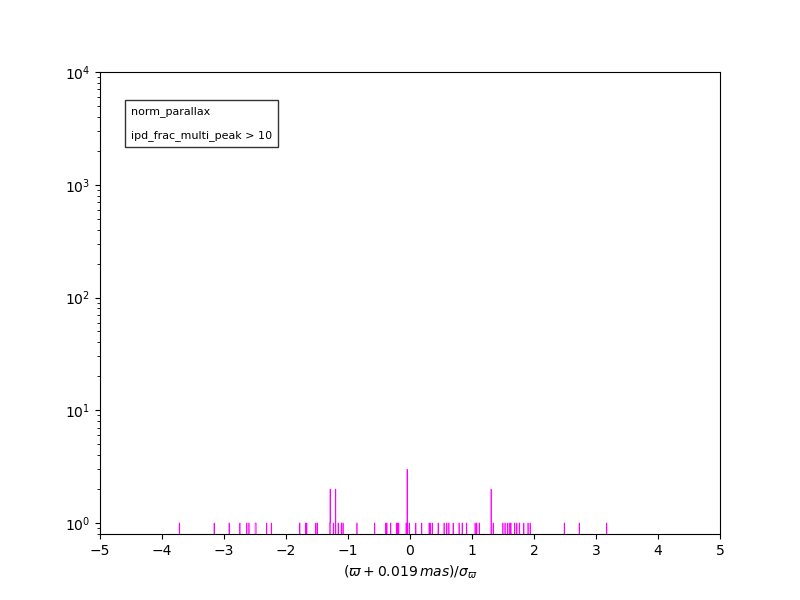 10⁴
norm_parallax
ipd_frac_multi_peak > 10
10³
10²
10¹
10⁰
−5 −4 −3 −2 −1 0 1 2 3 4 5
(ϖ + 0.019 mas)/σ_ϖ